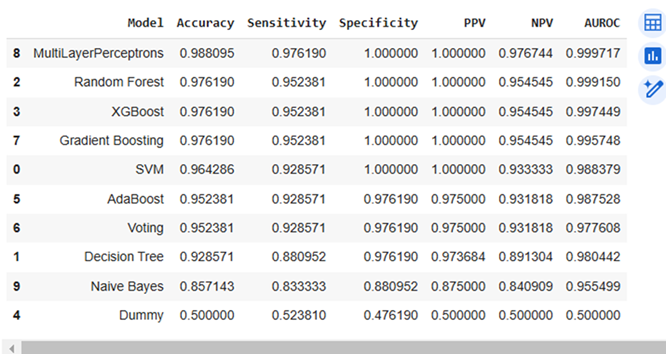 Model Accuracy Sensitivity Specificity PPV NPV AUROC
8 MultiLayerPerceptrons 0.988095 0.976190 1.000000 1.000000 0.976744 0.999717
2 Random Forest 0.976190 0.952381 1.000000 1.000000 0.954545 0.999150
3 XGBoost 0.976190 0.952381 1.000000 1.000000 0.954545 0.997449
7 Gradient Boosting 0.976190 0.952381 1.000000 1.000000 0.954545 0.995748
0 SVM 0.964286 0.928571 1.000000 1.000000 0.933333 0.988379
5 AdaBoost 0.952381 0.928571 0.976190 0.975000 0.931818 0.987528
6 Voting 0.952381 0.928571 0.976190 0.975000 0.931818 0.977608
1 Decision Tree 0.928571 0.880952 0.976190 0.973684 0.891304 0.980442
9 Naive Bayes 0.857143 0.833333 0.880952 0.875000 0.840909 0.955499
4 Dummy 0.500000 0.523810 0.476190 0.500000 0.500000 0.500000